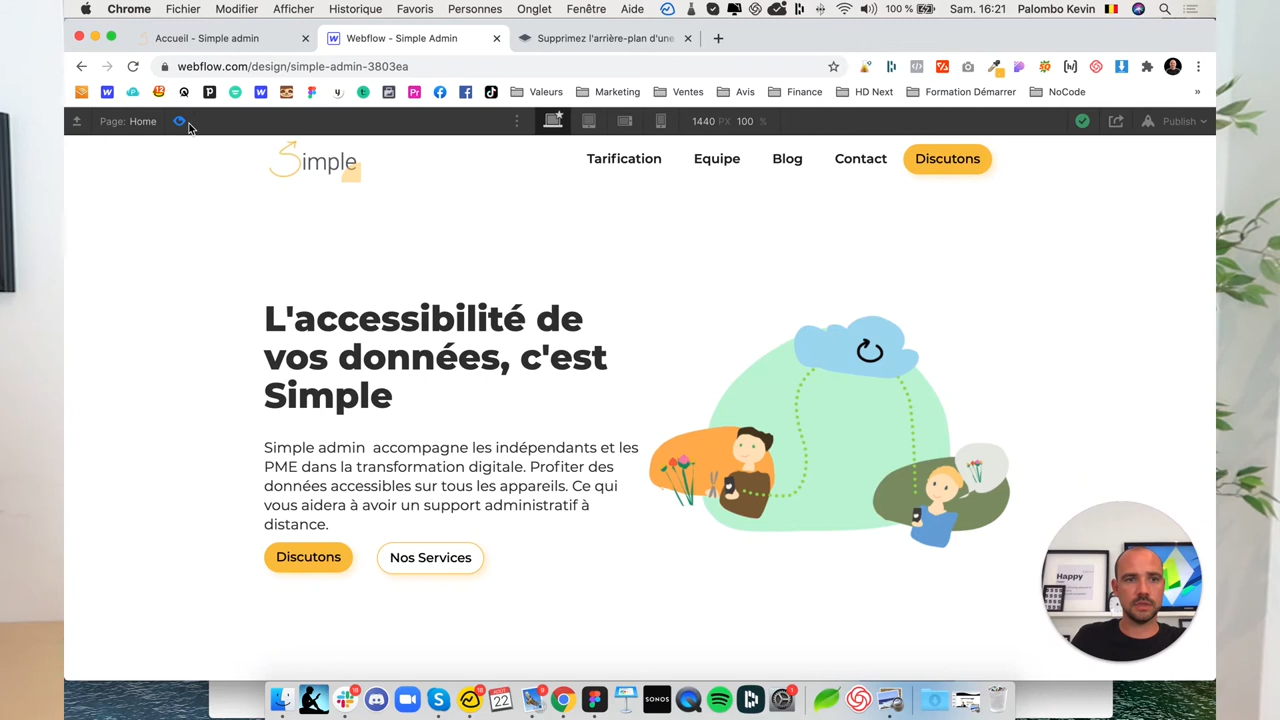 Chrome Fichier Modifier Afficher Historique Favoris Personnes Onglet Fenêtre Aide 100 % Sam. 16:21 Palombo Kevin
Accueil - Simple admin
Webflow - Simple Admin
Supprimez l'arrière-plan d'une
webflow.com/design/simple-admin-3803ea
Valeurs Marketing Ventes Avis Finance HD Next Formation Démarrer NoCode »
Page: Home 1440 PX 100 % Publish
Simple
Tarification Equipe Blog Contact Discutons
L'accessibilité de
vos données, c'est
Simple
Simple admin accompagne les indépendants et les
PME dans la transformation digitale. Profiter des
données accessibles sur tous les appareils. Ce qui
vous aidera à avoir un support administratif à
distance.
Discutons Nos Services
Happy
SONOS
22